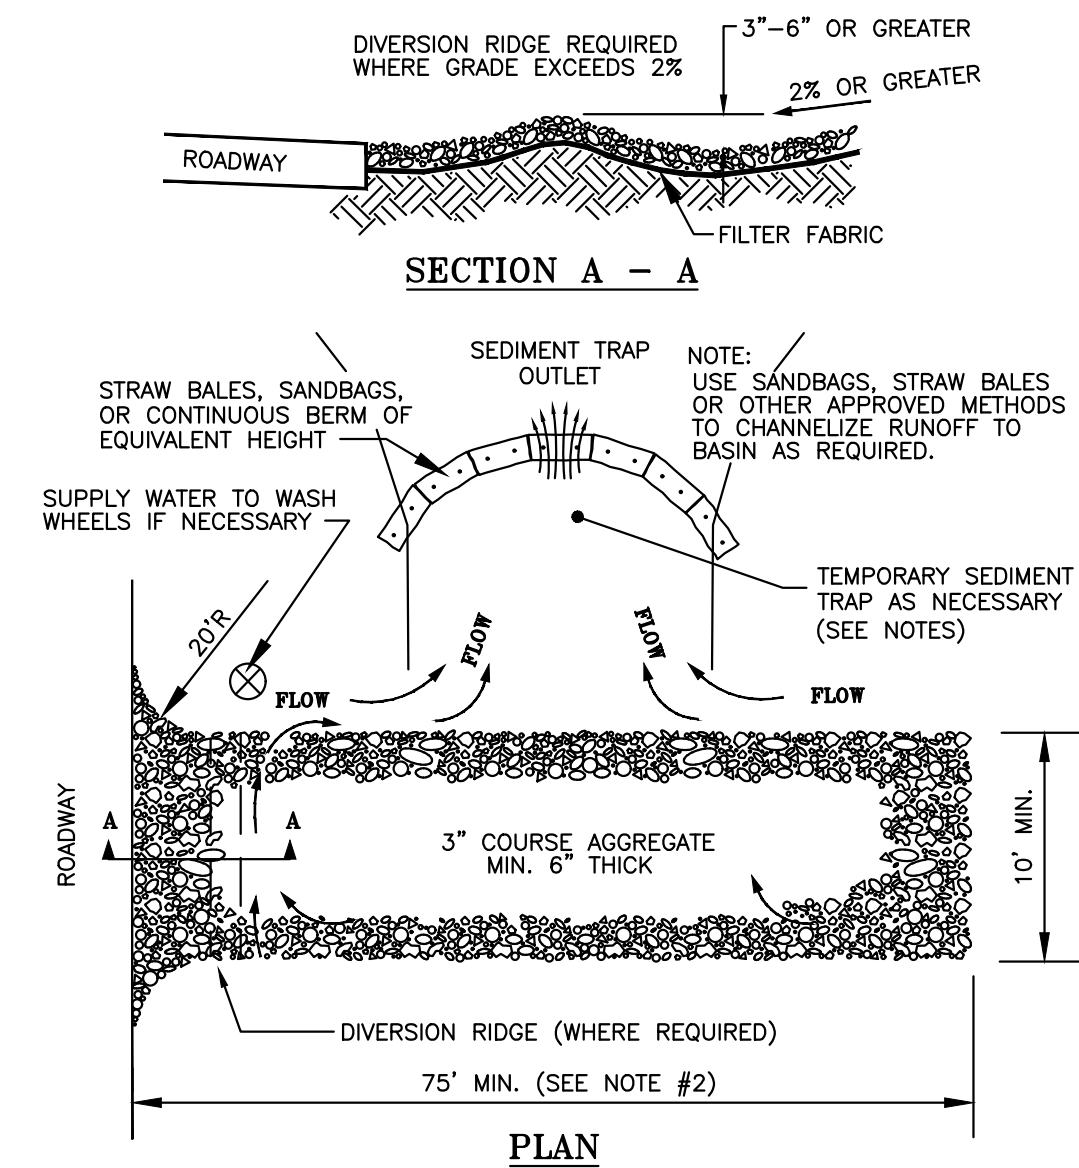 3"-6" OR GREATER
DIVERSION RIDGE REQUIRED
WHERE GRADE EXCEEDS 2%
2% OR GREATER
ROADWAY
FILTER FABRIC
SECTION A - A
SEDIMENT TRAP
OUTLET
NOTE:
USE SANDBAGS, STRAW BALES
OR OTHER APPROVED METHODS
TO CHANNELIZE RUNOFF TO
BASIN AS REQUIRED.
STRAW BALES, SANDBAGS,
OR CONTINUOUS BERM OF
EQUIVALENT HEIGHT
SUPPLY WATER TO WASH
WHEELS IF NECESSARY
TEMPORARY SEDIMENT
TRAP AS NECESSARY
(SEE NOTES)
20'R
FLOW
FLOW
FLOW
FLOW
ROADWAY
A
A
3" COURSE AGGREGATE
MIN. 6" THICK
10' MIN.
DIVERSION RIDGE (WHERE REQUIRED)
75' MIN. (SEE NOTE #2)
PLAN